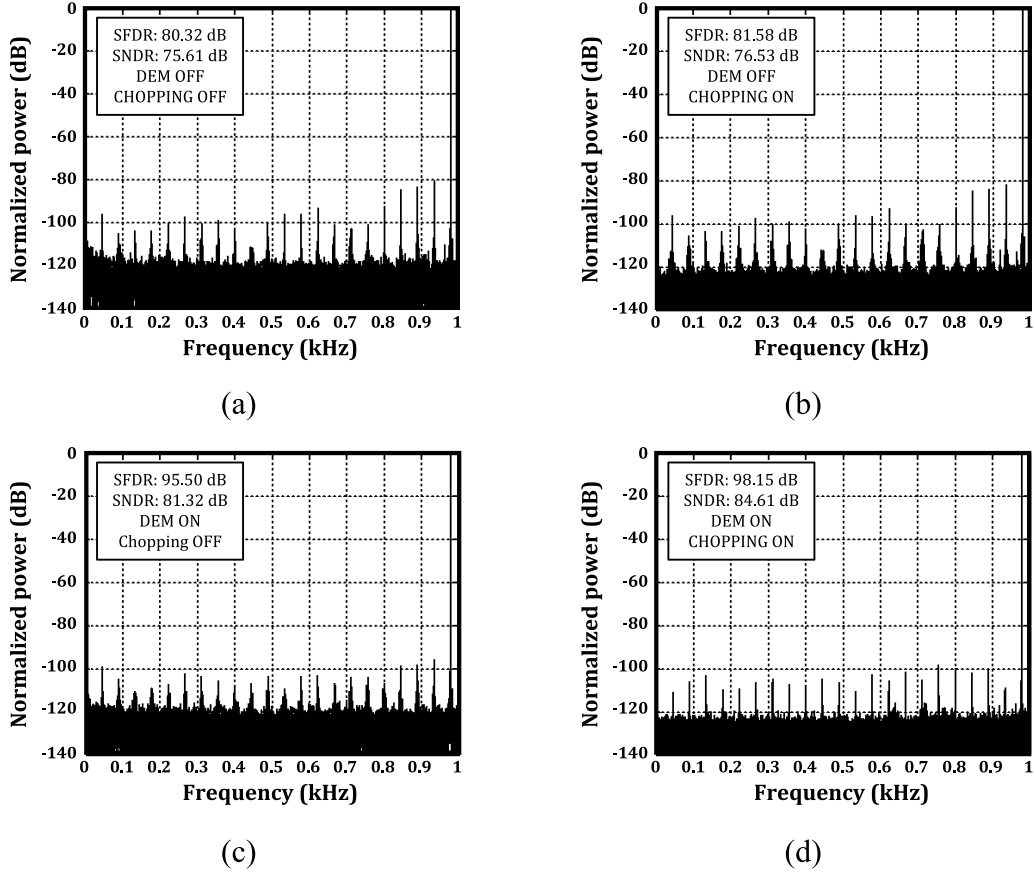 SFDR: 80.32 dB
SNDR: 75.61 dB
DEM OFF
CHOPPING OFF
Normalized power (dB)
0
-20
-40
-60
-80
-100
-120
-140
0 0.1 0.2 0.3 0.4 0.5 0.6 0.7 0.8 0.9 1
Frequency (kHz)
(a)
SFDR: 81.58 dB
SNDR: 76.53 dB
DEM OFF
CHOPPING ON
Normalized power (dB)
0
-20
-40
-60
-80
-100
-120
-140
0 0.1 0.2 0.3 0.4 0.5 0.6 0.7 0.8 0.9 1
Frequency (kHz)
(b)
SFDR: 95.50 dB
SNDR: 81.32 dB
DEM ON
Chopping OFF
Normalized power (dB)
0
-20
-40
-60
-80
-100
-120
-140
0 0.1 0.2 0.3 0.4 0.5 0.6 0.7 0.8 0.9 1
Frequency (kHz)
(c)
SFDR: 98.15 dB
SNDR: 84.61 dB
DEM ON
CHOPPING ON
Normalized power (dB)
0
-20
-40
-60
-80
-100
-120
-140
0 0.1 0.2 0.3 0.4 0.5 0.6 0.7 0.8 0.9 1
Frequency (kHz)
(d)